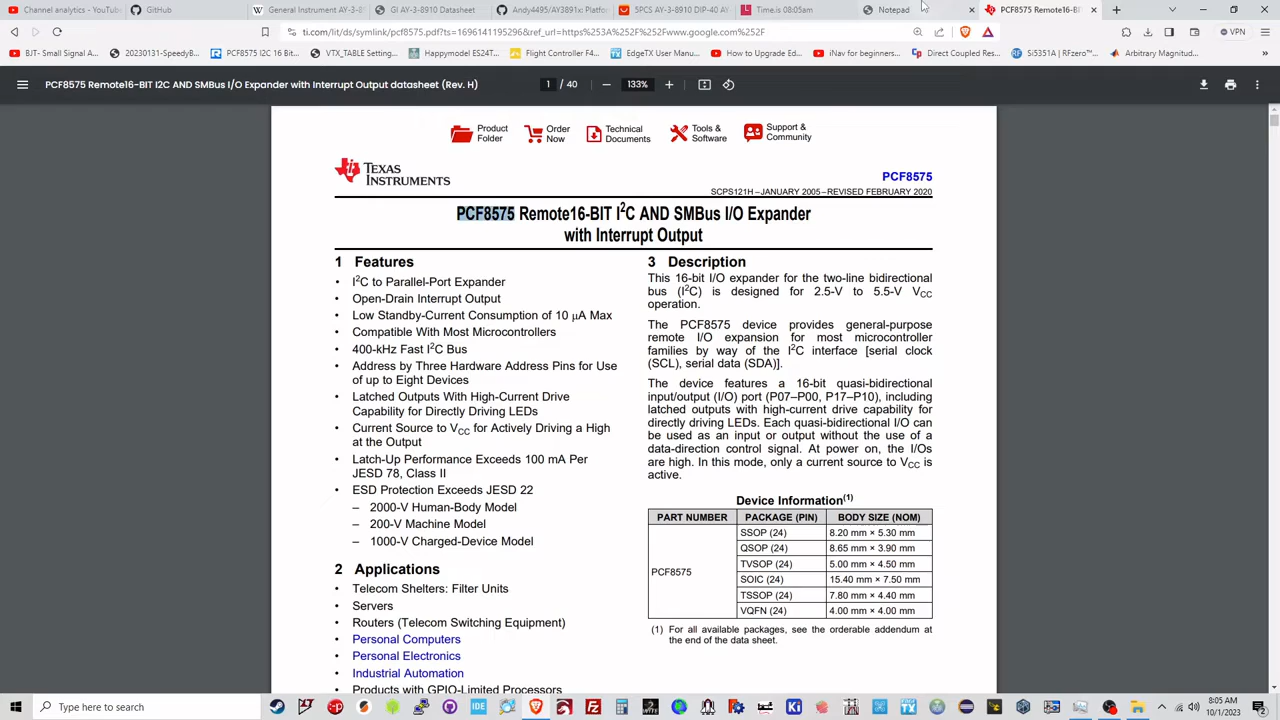 Channel analytics - YouTube
GitHub
General Instrument AY-3-8
GI AY-3-8910 Datasheet
Andy4495/AY3891x: Platfo
5PCS AY-3-8910 DIP-40 AY
Time.is 08:05am
Notepad
PCF8575 Remote16-BIT
ti.com/lit/ds/symlink/pcf8575.pdf?ts=1696141195296&ref_url=https%253A%252F%252Fwww.google.com%252F
VPN
BJT- Small Signal A...
20230131-SpeedyB...
PCF8575 I2C 16 Bit...
VTX_TABLE Setting...
Happymodel ES24T...
Flight Controller F4...
EdgeTX User Manu...
How to Upgrade Ed...
iNav for beginners...
Direct Coupled Res...
Si5351A | RFzero™...
Arbitrary Magnitud...
PCF8575 Remote16-BIT I2C AND SMBus I/O Expander with Interrupt Output datasheet (Rev. H)
1 / 40
133%
Product Folder
Order Now
Technical Documents
Tools & Software
Support & Community
TEXAS INSTRUMENTS
PCF8575
SCPS121H – JANUARY 2005 – REVISED FEBRUARY 2020
PCF8575 Remote16-BIT I2C AND SMBus I/O Expander
with Interrupt Output
1 Features
• I2C to Parallel-Port Expander
• Open-Drain Interrupt Output
• Low Standby-Current Consumption of 10 μA Max
• Compatible With Most Microcontrollers
• 400-kHz Fast I2C Bus
• Address by Three Hardware Address Pins for Use
of up to Eight Devices
• Latched Outputs With High-Current Drive
Capability for Directly Driving LEDs
• Current Source to VCC for Actively Driving a High
at the Output
• Latch-Up Performance Exceeds 100 mA Per
JESD 78, Class II
• ESD Protection Exceeds JESD 22
– 2000-V Human-Body Model
– 200-V Machine Model
– 1000-V Charged-Device Model
2 Applications
• Telecom Shelters: Filter Units
• Servers
• Routers (Telecom Switching Equipment)
• Personal Computers
• Personal Electronics
• Industrial Automation
• Products with GPIO-Limited Processors
3 Description
This 16-bit I/O expander for the two-line bidirectional
bus (I2C) is designed for 2.5-V to 5.5-V VCC
operation.
The PCF8575 device provides general-purpose
remote I/O expansion for most microcontroller
families by way of the I2C interface [serial clock
(SCL), serial data (SDA)].
The device features a 16-bit quasi-bidirectional
input/output (I/O) port (P07–P00, P17–P10), including
latched outputs with high-current drive capability for
directly driving LEDs. Each quasi-bidirectional I/O can
be used as an input or output without the use of a
data-direction control signal. At power on, the I/Os
are high. In this mode, only a current source to VCC is
active.
Device Information(1)
PART NUMBER PACKAGE (PIN) BODY SIZE (NOM)
PCF8575
SSOP (24) 8.20 mm × 5.30 mm
QSOP (24) 8.65 mm × 3.90 mm
TVSOP (24) 5.00 mm × 4.50 mm
SOIC (24) 15.40 mm × 7.50 mm
TSSOP (24) 7.80 mm × 4.40 mm
VQFN (24) 4.00 mm × 4.00 mm
(1) For all available packages, see the orderable addendum at
the end of the data sheet.
Type here to search
8:05 AM
10/1/2023